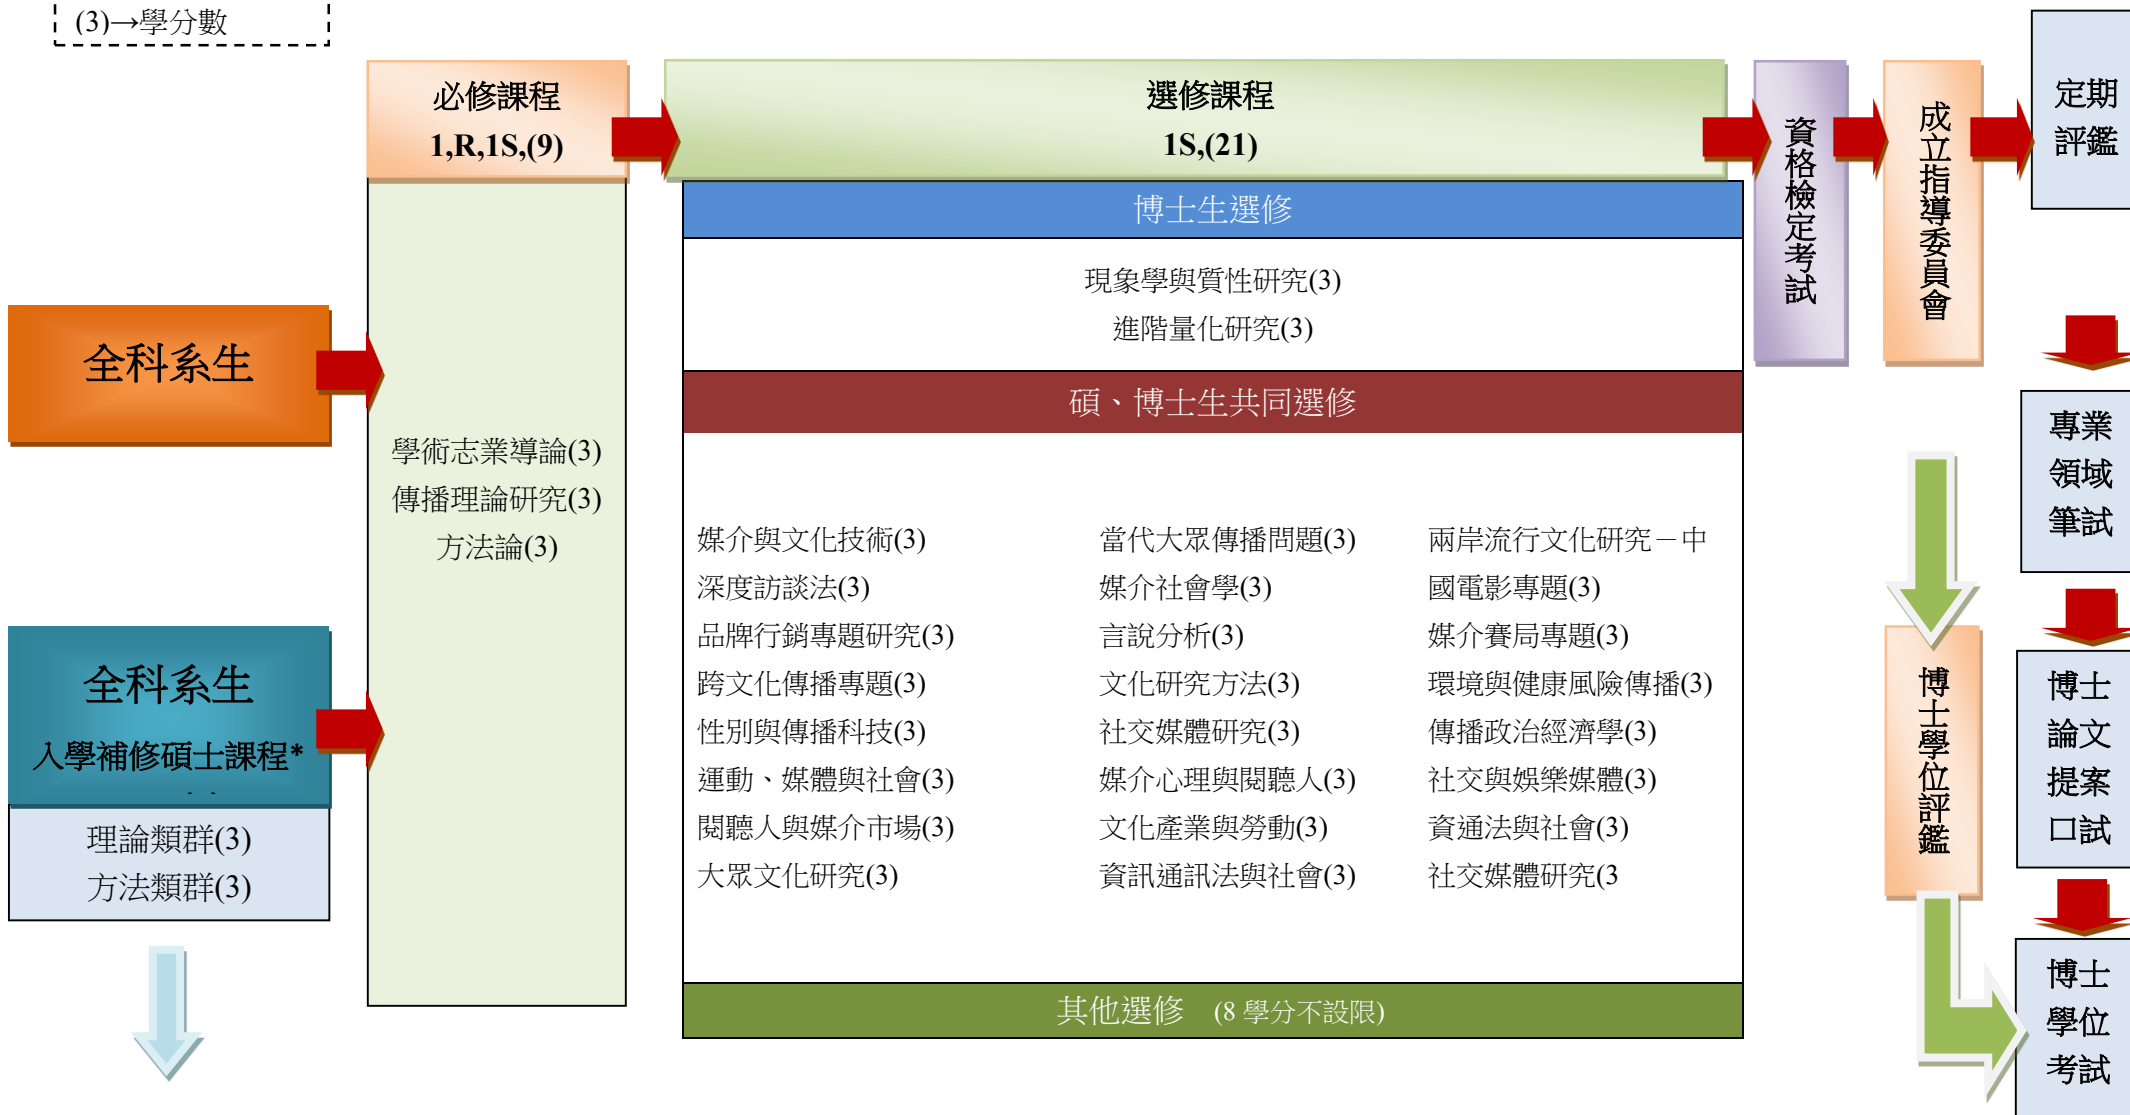 (3)→學分數
必修課程
1,R,1S,(9)
選修課程
1S,(21)
資格檢定考試
成立指導委員會
定期
評鑑
博士生選修
現象學與質性研究(3)
進階量化研究(3)
碩、博士生共同選修
全科系生
學術志業導論(3)
傳播理論研究(3)
方法論(3)
全科系生
入學補修碩士課程*
理論類群(3)
方法類群(3)
媒介與文化技術(3)
深度訪談法(3)
品牌行銷專題研究(3)
跨文化傳播專題(3)
性別與傳播科技(3)
運動、媒體與社會(3)
閱聽人與媒介市場(3)
大眾文化研究(3)
當代大眾傳播問題(3)
媒介社會學(3)
言說分析(3)
文化研究方法(3)
社交媒體研究(3)
媒介心理與閱聽人(3)
文化產業與勞動(3)
資訊通訊法與社會(3)
兩岸流行文化研究－中
國電影專題(3)
媒介賽局專題(3)
環境與健康風險傳播(3)
傳播政治經濟學(3)
社交與娛樂媒體(3)
資通法與社會(3)
社交媒體研究(3
其他選修 (8 學分不設限)
博士學位評鑑
專業
領域
筆試
博士
論文
提案
口試
博士
學位
考試